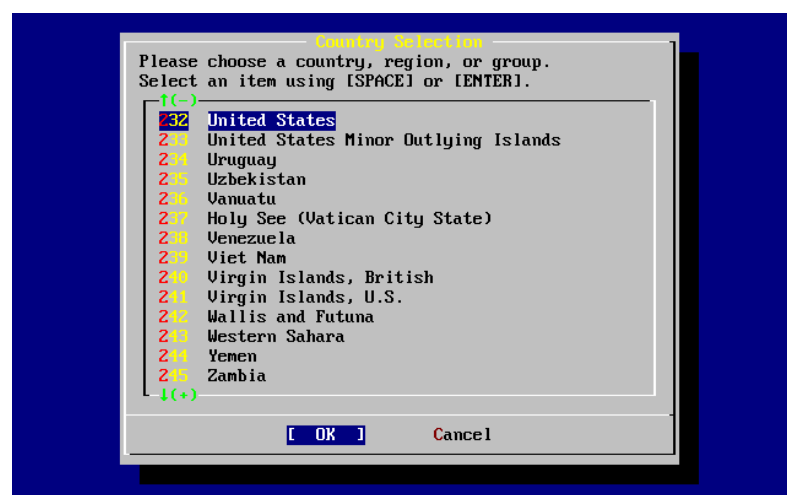 Country Selection
Please choose a country, region, or group.
Select an item using [SPACE] or [ENTER].
↑(-)
232 United States
233 United States Minor Outlying Islands
234 Uruguay
235 Uzbekistan
236 Vanuatu
237 Holy See (Vatican City State)
238 Venezuela
239 Viet Nam
240 Virgin Islands, British
241 Virgin Islands, U.S.
242 Wallis and Futuna
243 Western Sahara
244 Yemen
245 Zambia
↓(+)
[ OK ] Cancel